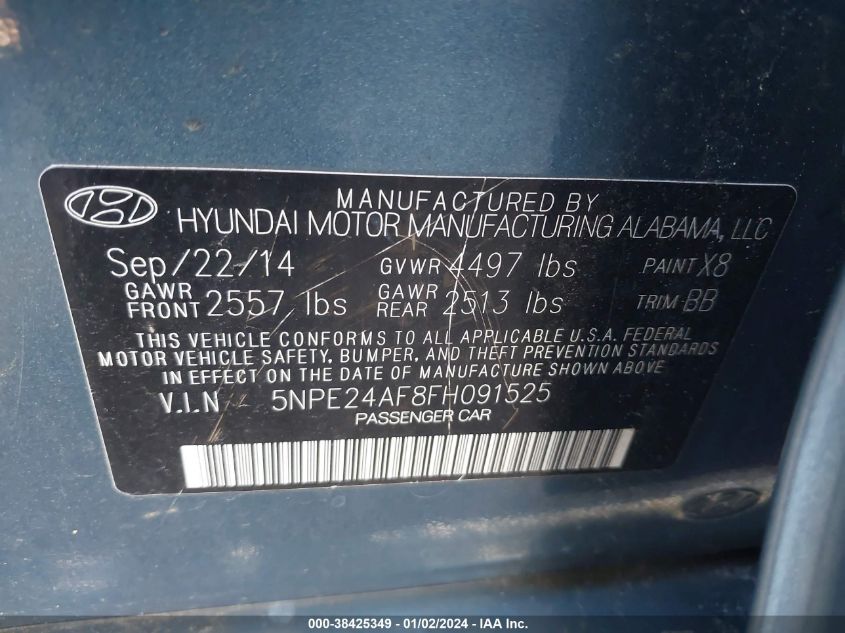 MANUFACTURED BY
HYUNDAI MOTOR MANUFACTURING ALABAMA, LLC
Sep/22/14 GVWR 4497 lbs PAINT X8
GAWR FRONT 2557 lbs GAWR REAR 2513 lbs TRIM BB
THIS VEHICLE CONFORMS TO ALL APPLICABLE U.S.A. FEDERAL
MOTOR VEHICLE SAFETY, BUMPER, AND THEFT PREVENTION STANDARDS
IN EFFECT ON THE DATE OF MANUFACTURE SHOWN ABOVE.
V.I.N - 5NPE24AF8FH091525
PASSENGER CAR
000-38425349 - 01/02/2024 - IAA Inc.